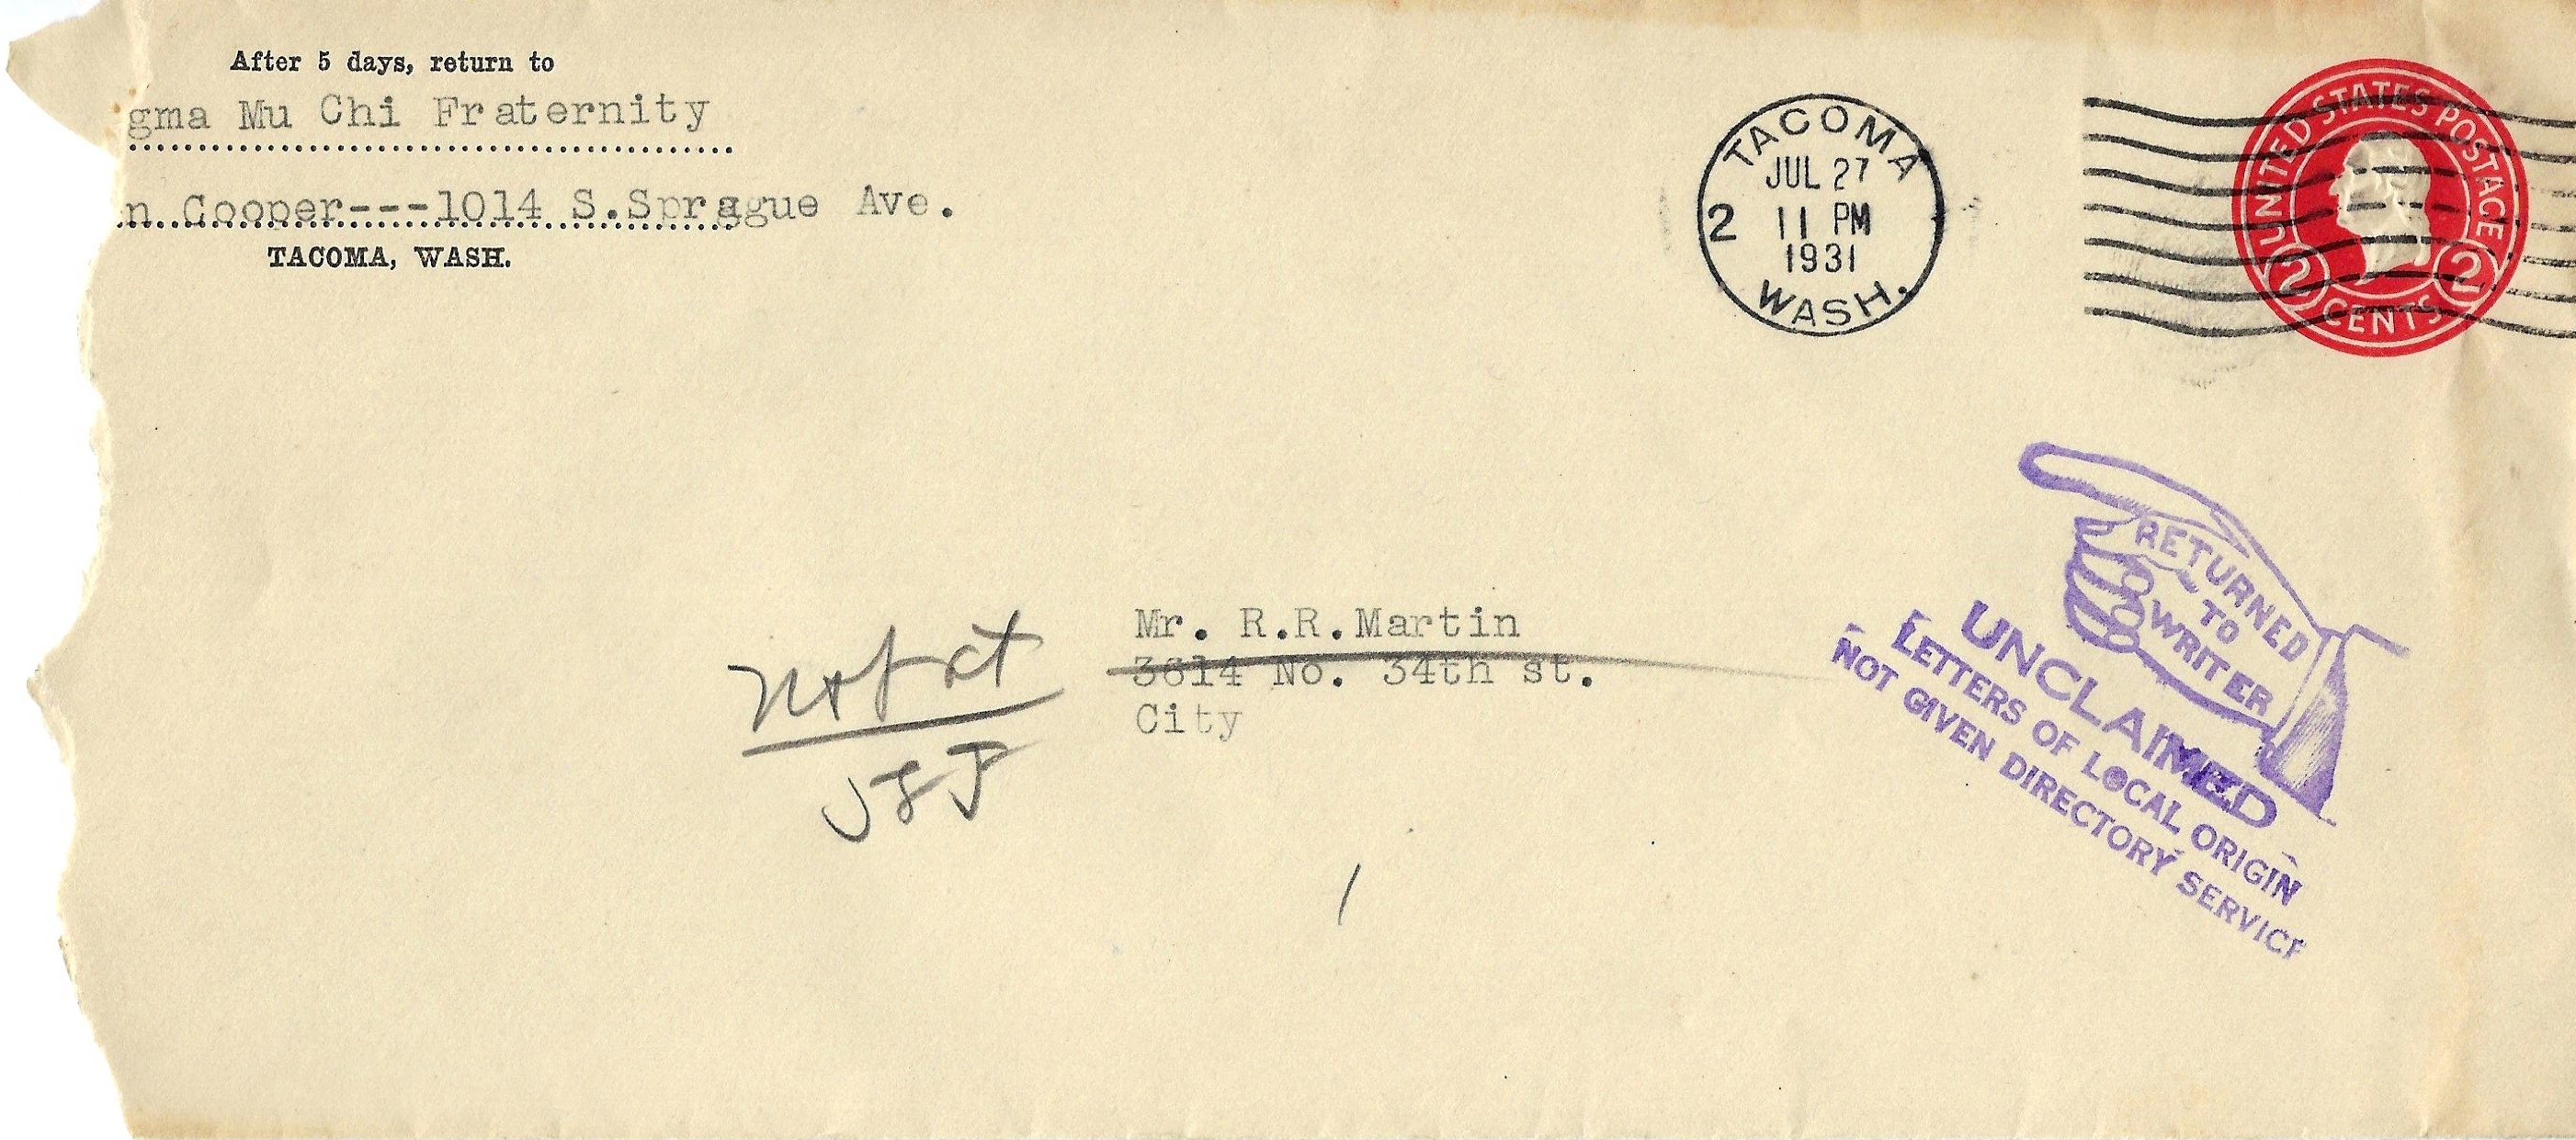 After 5 days, return to
gma Mu Chi Fraternity
n Cooper---1014 S.Sprague Ave.
TACOMA, WASH.
TACOMA
JUL 27
2 11 PM
1931
WASH.
UNITED STATES POSTAGE
2 CENTS 2
RETURNED
TO
WRITER
UNCLAIMED
LETTERS OF LOCAL ORIGIN
NOT GIVEN DIRECTORY SERVICE
Not at
Mr. R.R.Martin
3614 No. 34th st.
City